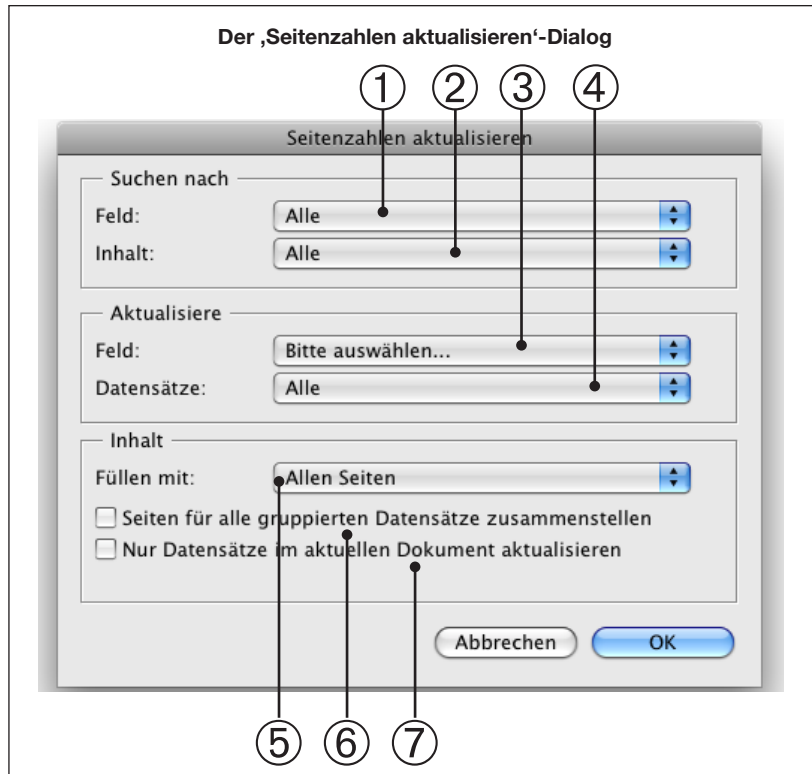 Der ‚Seitenzahlen aktualisieren‘-Dialog
① ② ③ ④
Seitenzahlen aktualisieren
Suchen nach
Feld: Alle
Inhalt: Alle
Aktualisiere
Feld: Bitte auswählen...
Datensätze: Alle
Inhalt
Füllen mit: Allen Seiten
Seiten für alle gruppierten Datensätze zusammenstellen
Nur Datensätze im aktuellen Dokument aktualisieren
Abbrechen OK
⑤ ⑥ ⑦